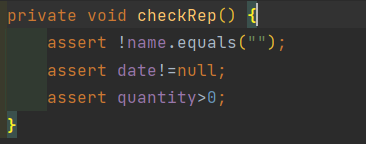 private void checkRep() {
    assert !name.equals("");
    assert date!=null;
    assert quantity>0;
}